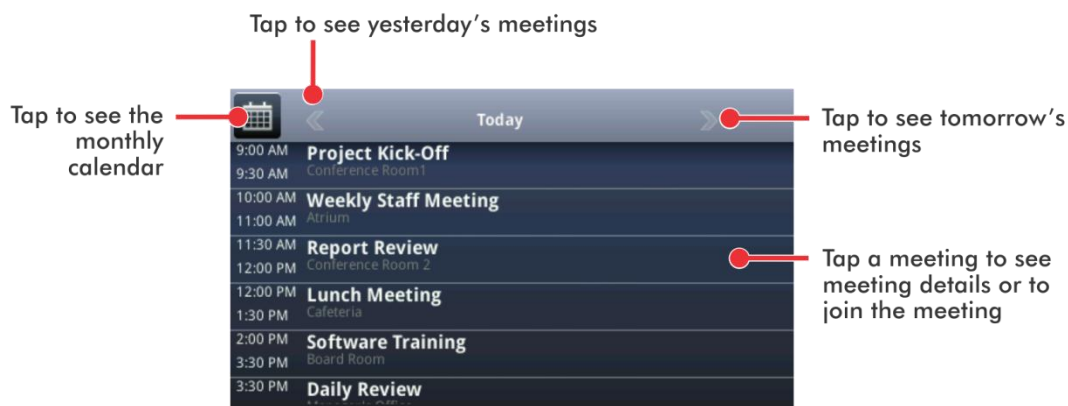 Tap to see yesterday's meetings
Tap to see the
monthly
calendar
Today
Tap to see tomorrow's
meetings
9:00 AM Project Kick-Off
9:30 AM Conference Room1
10:00 AM Weekly Staff Meeting
11:00 AM Atrium
11:30 AM Report Review
12:00 PM Conference Room 2
Tap a meeting to see
meeting details or to
join the meeting
12:00 PM Lunch Meeting
1:30 PM Cafeteria
2:00 PM Software Training
3:30 PM Board Room
3:30 PM Daily Review